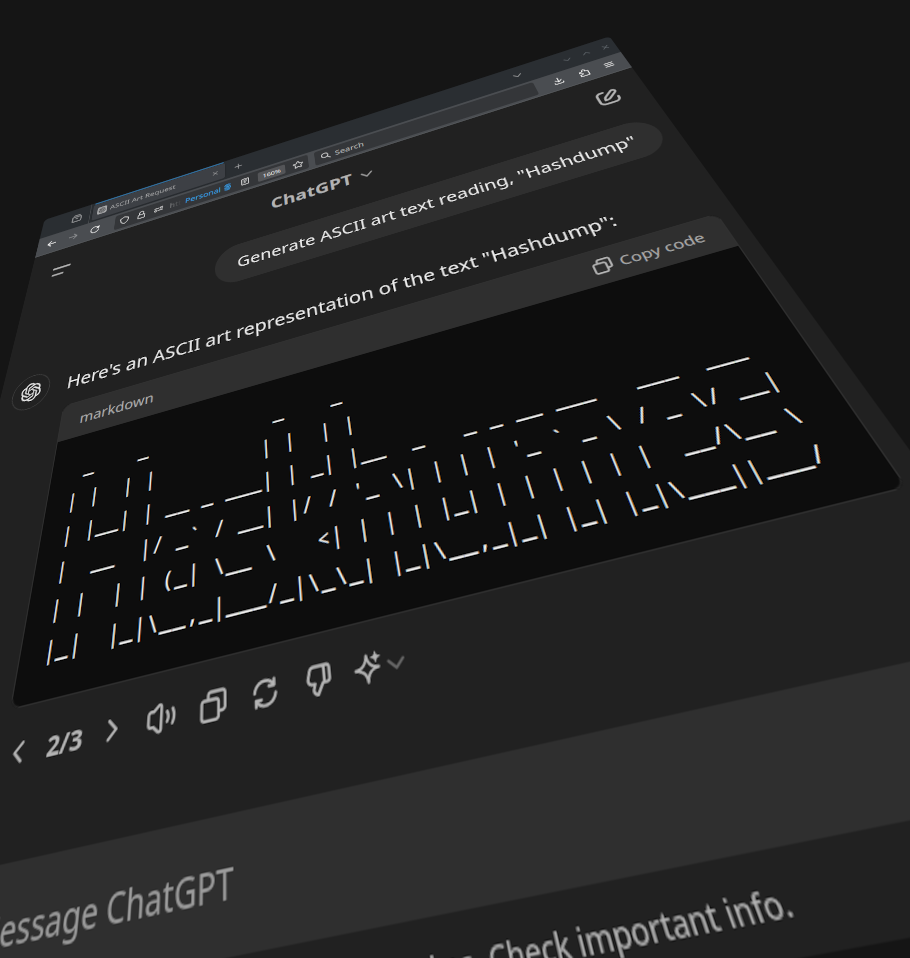 ASCII Art Request
Personal
160%
Search
ChatGPT
Generate ASCII art text reading, "Hashdump"
Here's an ASCII art representation of the text "Hashdump":
markdown
Copy code
2/3
essage ChatGPT
Check important info.